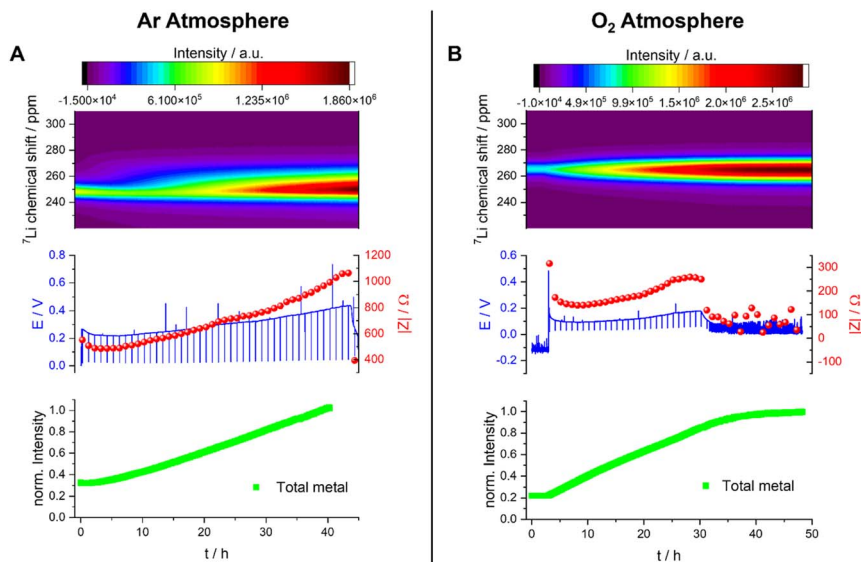 Ar Atmosphere
O₂ Atmosphere
A
Intensity / a.u.
-1.500×10⁴ 6.100×10⁵ 1.235×10⁶ 1.860×10⁶
⁷Li chemical shift / ppm
300
280
260
240
E / V
0.8
0.6
0.4
0.2
0.0
|Z| / Ω
1200
1000
800
600
400
norm. Intensity
1.0
0.8
0.6
0.4
0.2
0.0
Total metal
0 10 20 30 40
t / h
B
Intensity / a.u.
-1.0×10⁴ 4.9×10⁵ 9.9×10⁵ 1.5×10⁶ 2.0×10⁶ 2.5×10⁶
⁷Li chemical shift / ppm
300
280
260
240
E / V
0.6
0.4
0.2
0.0
-0.2
|Z| / Ω
300
200
100
0
-100
norm. Intensity
1.0
0.8
0.6
0.4
0.2
0.0
Total metal
0 10 20 30 40 50
t / h